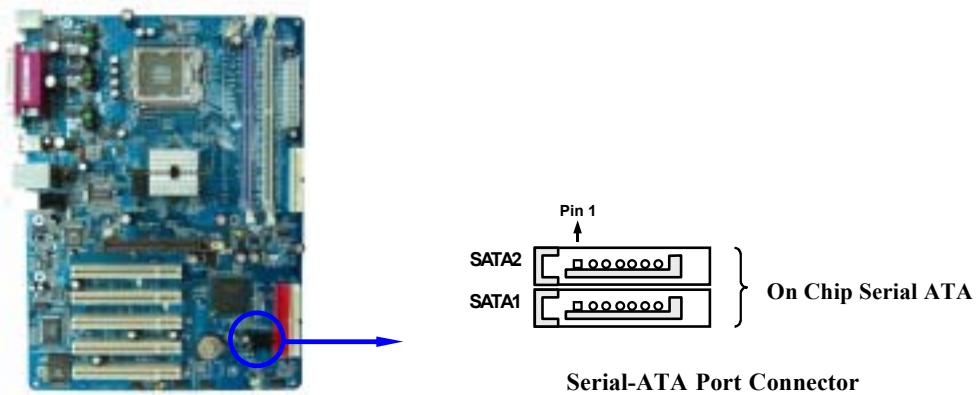 Pin 1
SATA2
SATA1
On Chip Serial ATA
Serial-ATA Port Connector